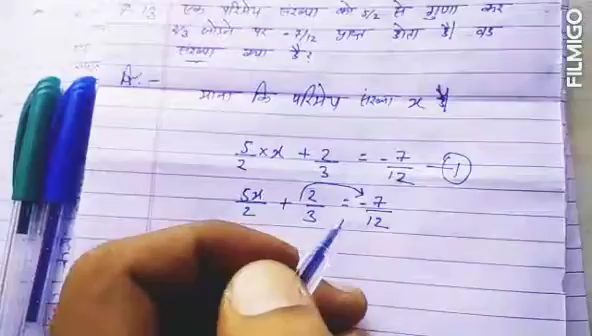 प्र. 13 एक परिमेय संख्या को 5/2 से गुणा कर
2/3 जोड़ने पर -7/12 प्राप्त होता है। वह
संख्या क्या है?
माना कि परिमेय संख्या x है
5/2 × x + 2/3 = -7/12 - ①
5x/2 + 2/3 = -7/12
FILMIGO